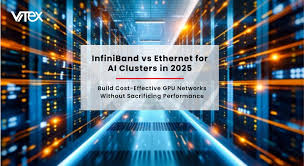 VITEX
InfiniBand vs Ethernet for
AI Clusters in 2025
Build Cost-Effective GPU Networks
Without Sacrificing Performance